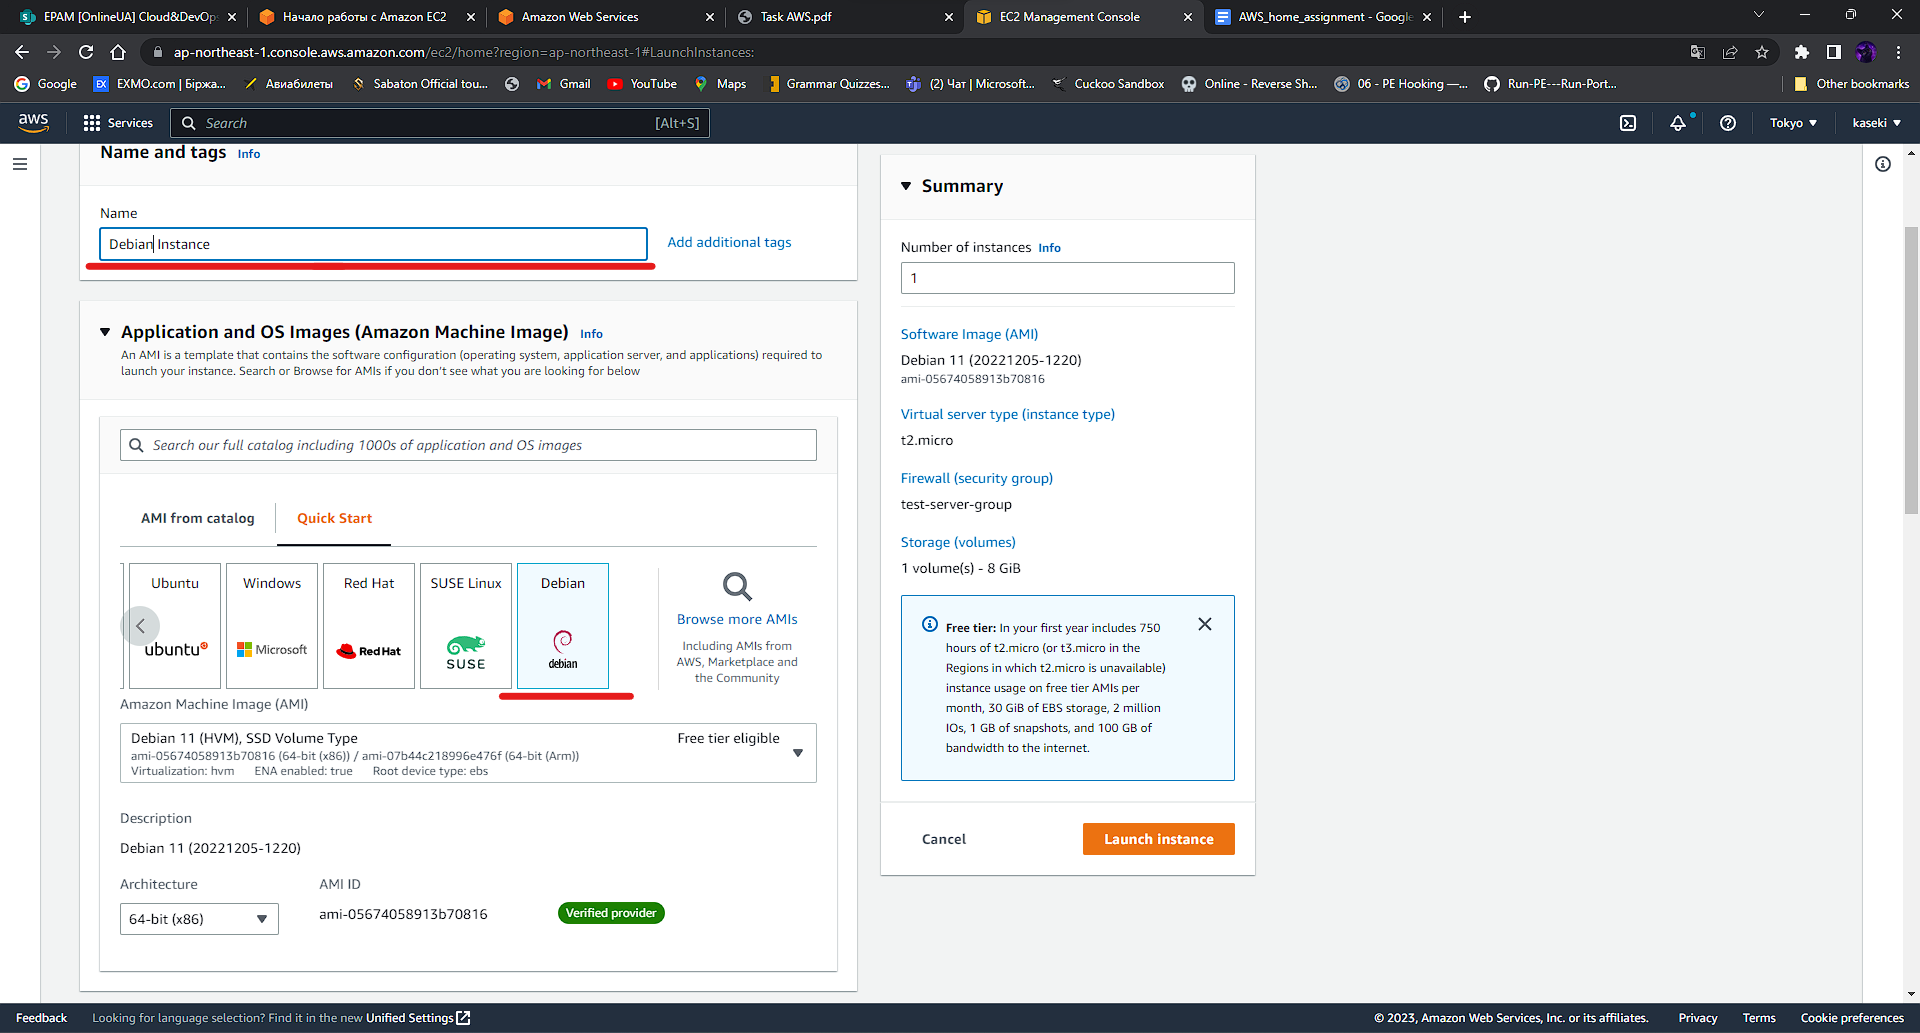 EPAM [OnlineUA] Cloud&DevOp
Начало работы с Amazon EC2
Amazon Web Services
Task AWS.pdf
EC2 Management Console
AWS_home_assignment - Google
ap-northeast-1.console.aws.amazon.com/ec2/home?region=ap-northeast-1#LaunchInstances:
Google
EX
EXMO.com | Биржа...
Авиабилеты
Sabaton Official tou...
Gmail
YouTube
Maps
Grammar Quizzes...
(2) Чат | Microsoft...
Cuckoo Sandbox
Online - Reverse Sh...
06 - PE Hooking —...
Run-PE---Run-Port...
Other bookmarks
aws
Services
Search
[Alt+S]
Tokyo
kaseki
Name and tags Info
Name
Debian Instance
Add additional tags
Application and OS Images (Amazon Machine Image) Info
An AMI is a template that contains the software configuration (operating system, application server, and applications) required to
launch your instance. Search or Browse for AMIs if you don't see what you are looking for below
Search our full catalog including 1000s of application and OS images
AMI from catalog
Quick Start
Ubuntu
ubuntu
Windows
Microsoft
Red Hat
Red Hat
SUSE Linux
SUSE
Debian
debian
Browse more AMIs
Including AMIs from
AWS, Marketplace and
the Community
Amazon Machine Image (AMI)
Debian 11 (HVM), SSD Volume Type
Free tier eligible
ami-05674058913b70816 (64-bit (x86)) / ami-07b44c218996e476f (64-bit (Arm))
Virtualization: hvm ENA enabled: true Root device type: ebs
Description
Debian 11 (20221205-1220)
Architecture
AMI ID
64-bit (x86)
ami-05674058913b70816
Verified provider
Summary
Number of instances Info
1
Software Image (AMI)
Debian 11 (20221205-1220)
ami-05674058913b70816
Virtual server type (instance type)
t2.micro
Firewall (security group)
test-server-group
Storage (volumes)
1 volume(s) - 8 GiB
Free tier: In your first year includes 750
hours of t2.micro (or t3.micro in the
Regions in which t2.micro is unavailable)
instance usage on free tier AMIs per
month, 30 GiB of EBS storage, 2 million
IOs, 1 GB of snapshots, and 100 GB of
bandwidth to the internet.
Cancel
Launch instance
Feedback
Looking for language selection? Find it in the new Unified Settings
© 2023, Amazon Web Services, Inc. or its affiliates.
Privacy
Terms
Cookie preferences